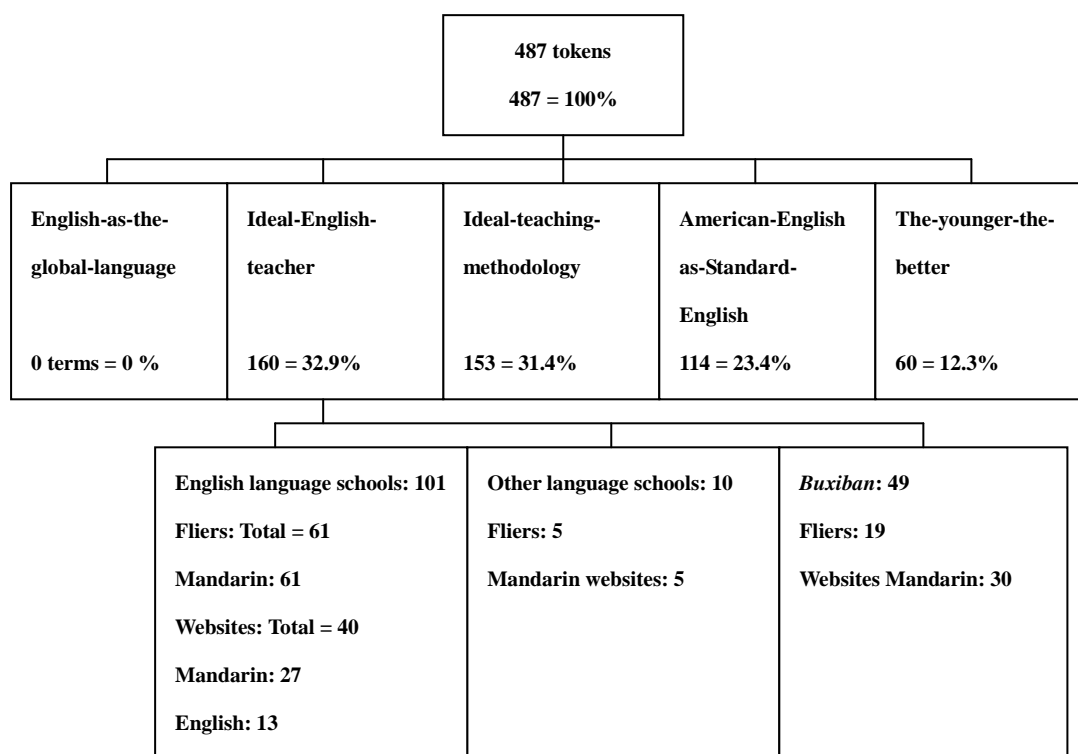 487 tokens
487 = 100%
English-as-the-
global-language
0 terms = 0 %
Ideal-English-
teacher
160 = 32.9%
Ideal-teaching-
methodology
153 = 31.4%
American-English
as-Standard-
English
114 = 23.4%
The-younger-the-
better
60 = 12.3%
English language schools: 101
Fliers: Total = 61
Mandarin: 61
Websites: Total = 40
Mandarin: 27
English: 13
Other language schools: 10
Fliers: 5
Mandarin websites: 5
Buxiban: 49
Fliers: 19
Websites Mandarin: 30